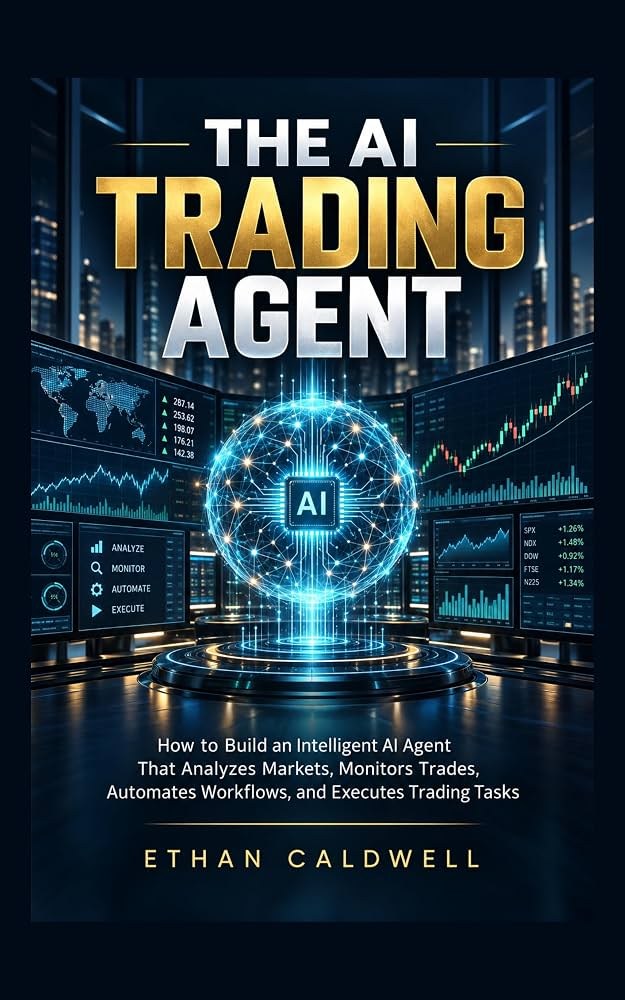 THE AI
TRADING
AGENT
287.14
253.62
198.07
176.21
142.38
AI
ANALYZE
MONITOR
AUTOMATE
EXECUTE
SPX +1.26%
NDX +1.48%
DOW +0.92%
FTSE +1.17%
N225 +1.34%
How to Build an Intelligent AI Agent
That Analyzes Markets, Monitors Trades,
Automates Workflows, and Executes Trading Tasks
ETHAN CALDWELL